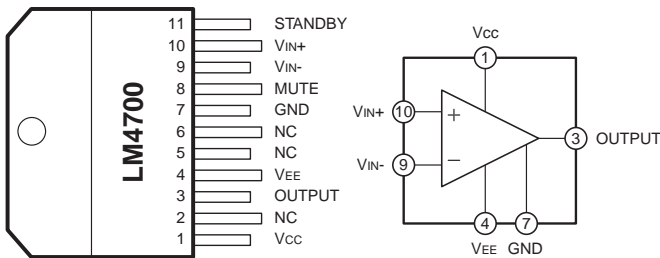 LM4700
11 STANDBY
10 VIN+
9 VIN-
8 MUTE
7 GND
6 NC
5 NC
4 VEE
3 OUTPUT
2 NC
1 VCC
VCC
1
VIN+ 10 +
3 OUTPUT
VIN- 9 −
4 7
VEE GND